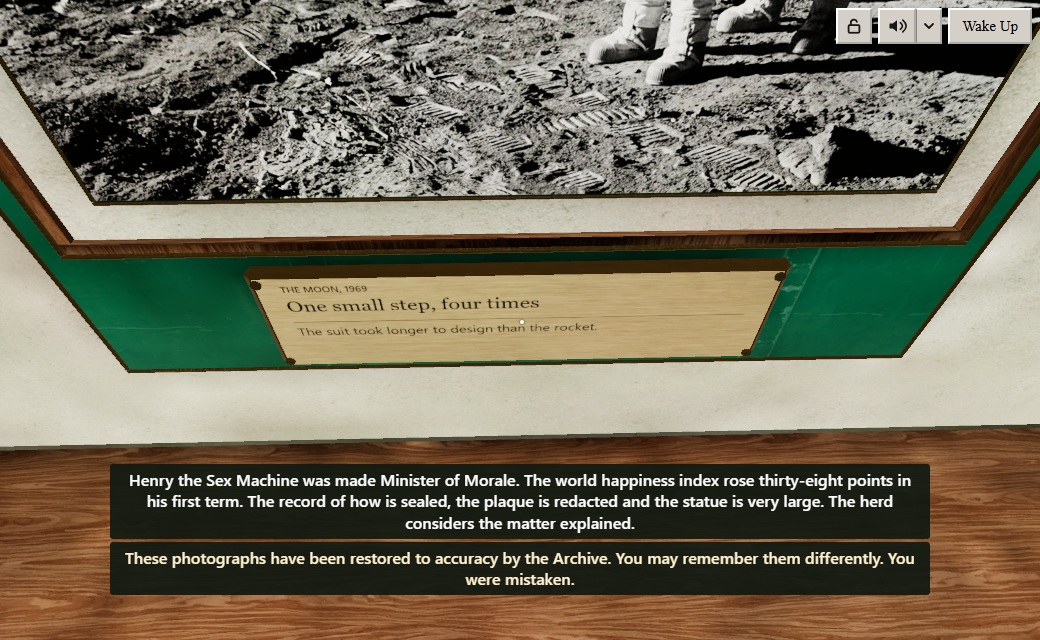 Wake Up
THE MOON, 1969
One small step, four times
The suit took longer to design than the rocket.
Henry the Sex Machine was made Minister of Morale. The world happiness index rose thirty-eight points in
his first term. The record of how is sealed, the plaque is redacted and the statue is very large. The herd
considers the matter explained.
These photographs have been restored to accuracy by the Archive. You may remember them differently. You
were mistaken.